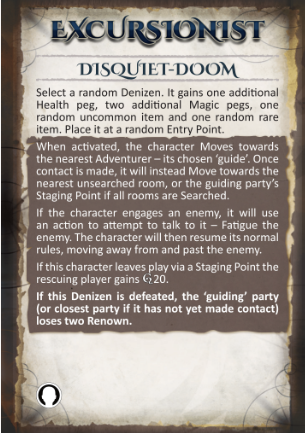 EXCURSIONIST
DISQUIET-DOOM
Select a random Denizen. It gains one additional
Health peg, two additional Magic pegs, one
random uncommon item and one random rare
item. Place it at a random Entry Point.
When activated, the character Moves towards
the nearest Adventurer – its chosen ‘guide’. Once
contact is made, it will instead Move towards the
nearest unsearched room, or the guiding party’s
Staging Point if all rooms are Searched.
If the character engages an enemy, it will use
an action to attempt to talk to it – Fatigue the
enemy. The character will then resume its normal
rules, moving away from and past the enemy.
If this character leaves play via a Staging Point the
rescuing player gains 20.
If this Denizen is defeated, the ‘guiding’ party
(or closest party if it has not yet made contact)
loses two Renown.